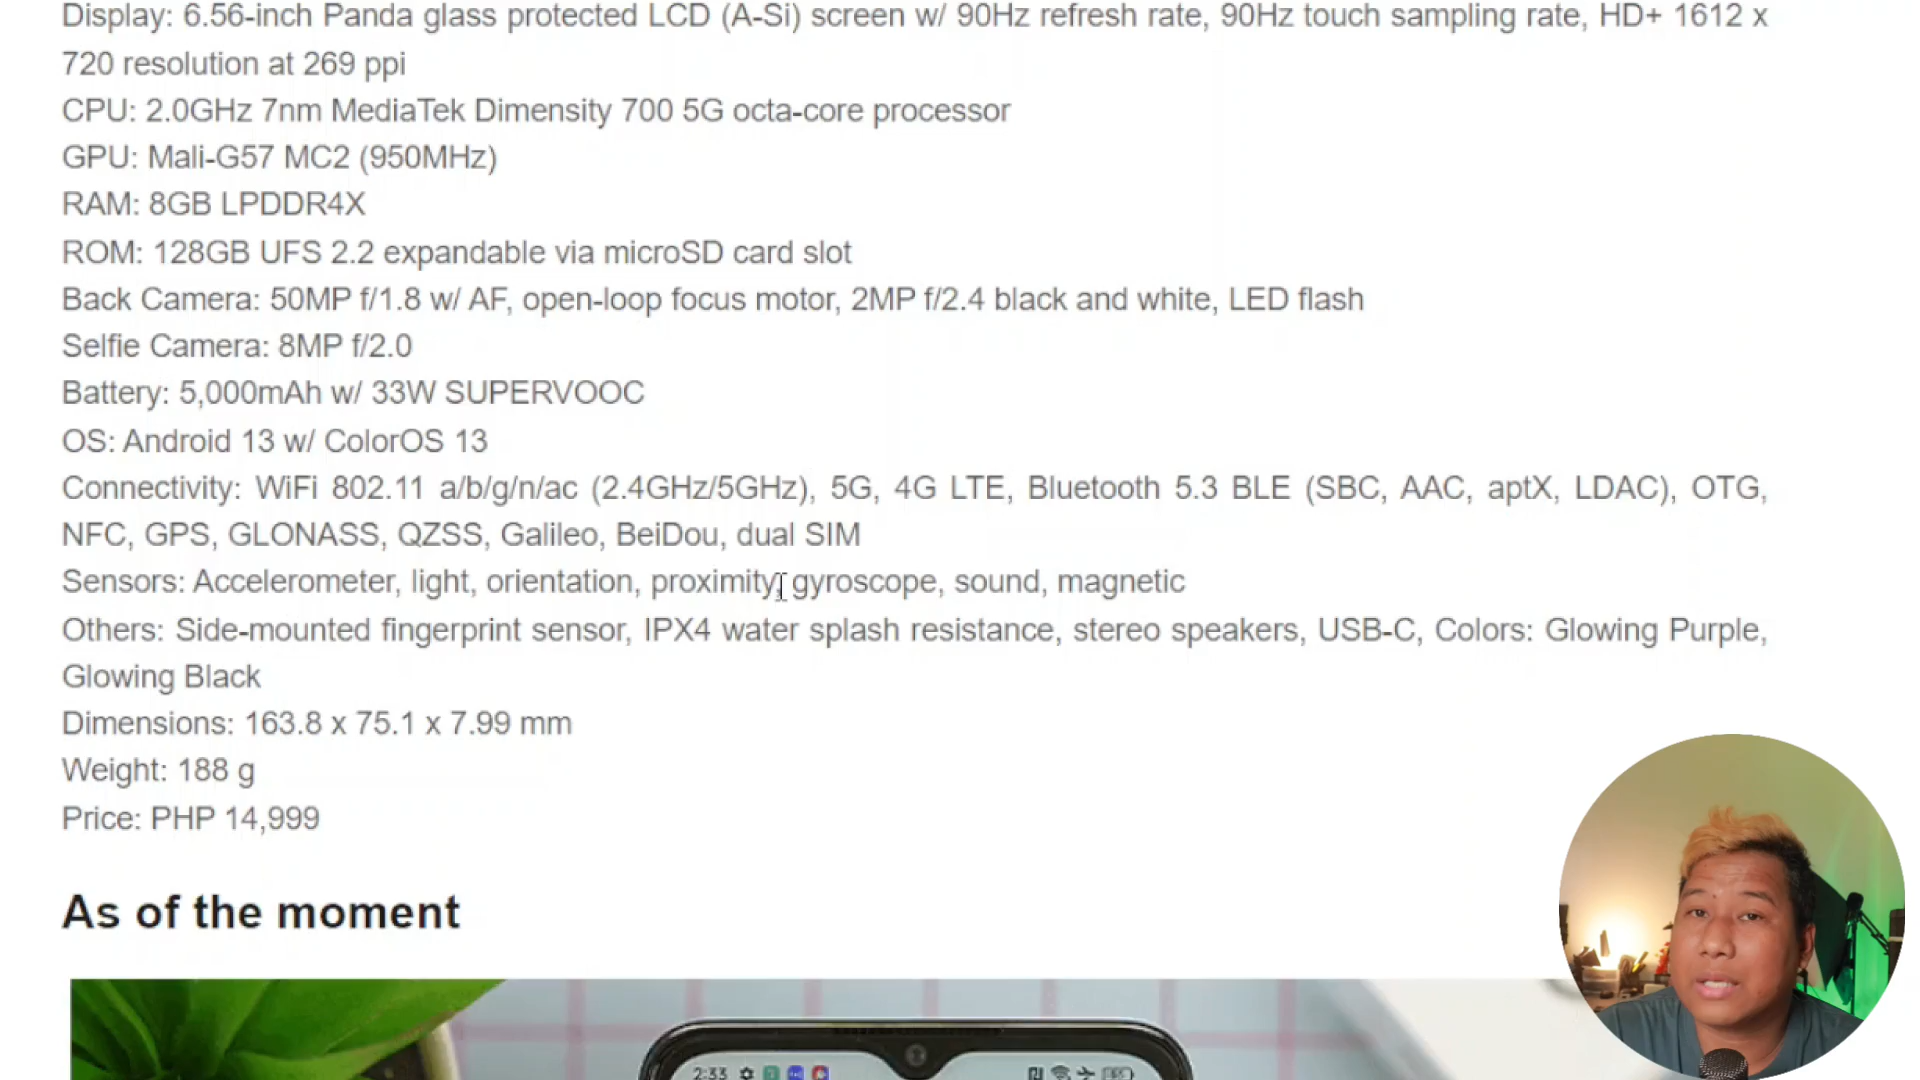 Display: 6.56-inch Panda glass protected LCD (A-Si) screen w/ 90Hz refresh rate, 90Hz touch sampling rate, HD+ 1612 x
720 resolution at 269 ppi
CPU: 2.0GHz 7nm MediaTek Dimensity 700 5G octa-core processor
GPU: Mali-G57 MC2 (950MHz)
RAM: 8GB LPDDR4X
ROM: 128GB UFS 2.2 expandable via microSD card slot
Back Camera: 50MP f/1.8 w/ AF, open-loop focus motor, 2MP f/2.4 black and white, LED flash
Selfie Camera: 8MP f/2.0
Battery: 5,000mAh w/ 33W SUPERVOOC
OS: Android 13 w/ ColorOS 13
Connectivity: WiFi 802.11 a/b/g/n/ac (2.4GHz/5GHz), 5G, 4G LTE, Bluetooth 5.3 BLE (SBC, AAC, aptX, LDAC), OTG,
NFC, GPS, GLONASS, QZSS, Galileo, BeiDou, dual SIM
Sensors: Accelerometer, light, orientation, proximity, gyroscope, sound, magnetic
Others: Side-mounted fingerprint sensor, IPX4 water splash resistance, stereo speakers, USB-C, Colors: Glowing Purple,
Glowing Black
Dimensions: 163.8 x 75.1 x 7.99 mm
Weight: 188 g
Price: PHP 14,999
As of the moment
2:33